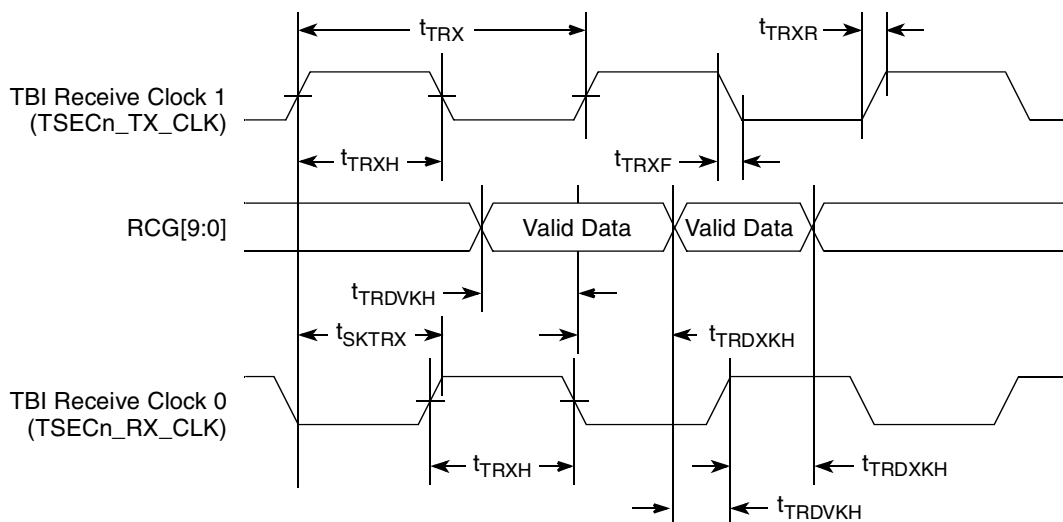 tTRX
tTRXR
TBI Receive Clock 1
(TSECn_TX_CLK)
tTRXH
tTRXF
RCG[9:0]
Valid Data
Valid Data
tTRDVKH
tSKTRX
tTRDXKH
TBI Receive Clock 0
(TSECn_RX_CLK)
tTRXH
tTRDXKH
tTRDVKH